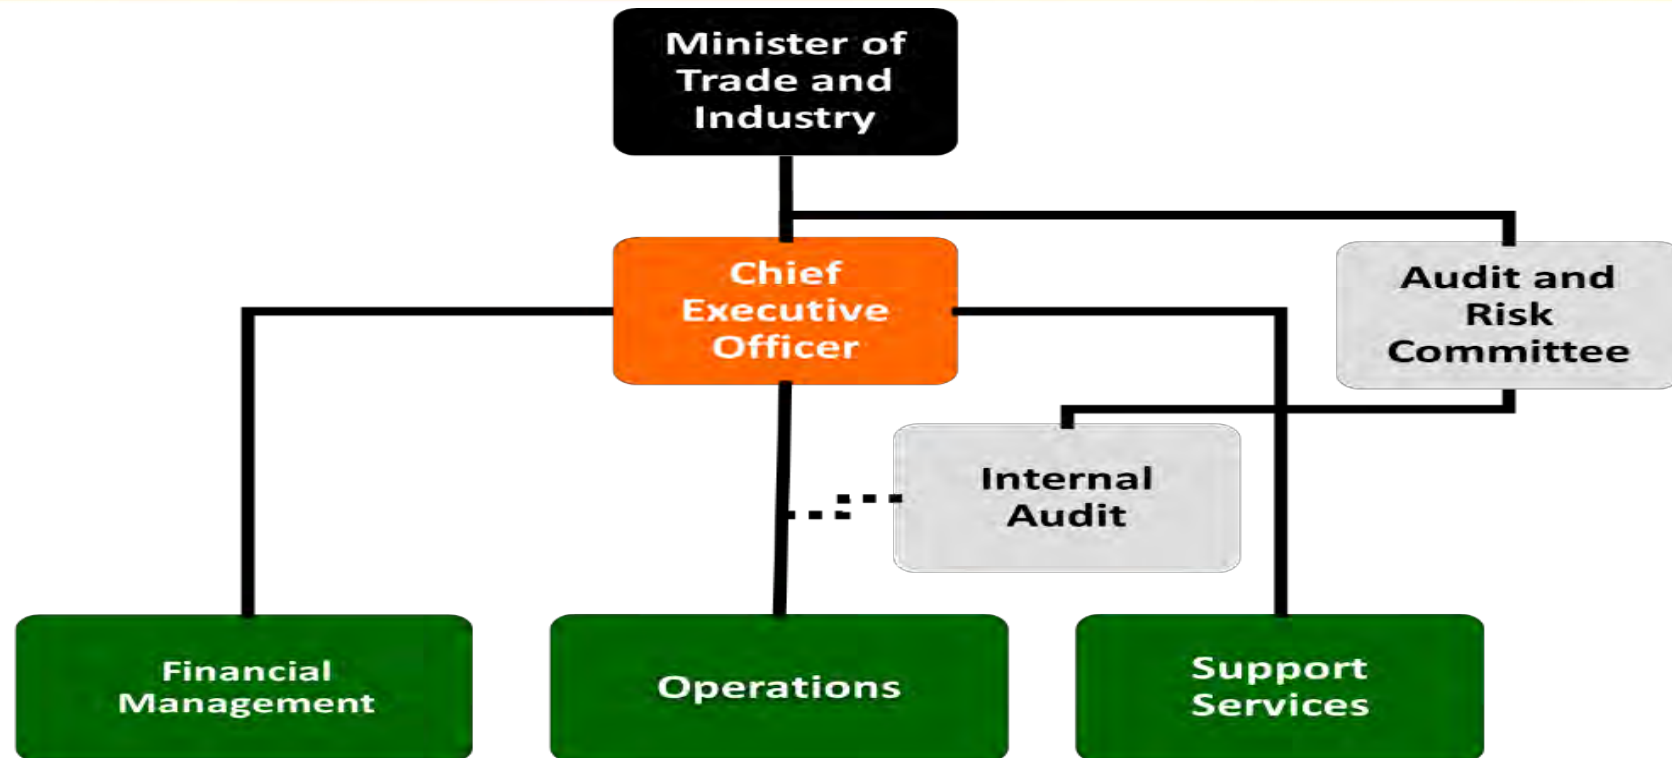 Minister of
Trade and
Industry
Chief
Executive
Officer
Audit and
Risk
Committee
Internal
Audit
Financial
Management
Operations
Support
Services